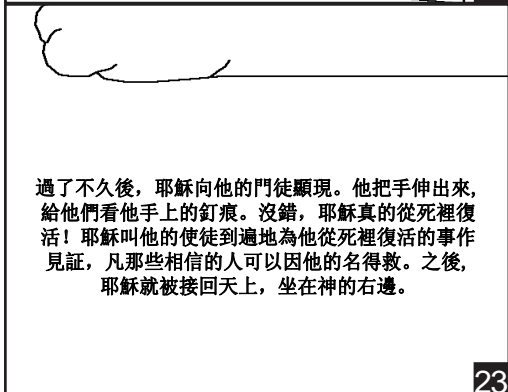 過了不久後，耶穌向他的門徒顯現。他把手伸出來,
給他們看他手上的釘痕。沒錯，耶穌真的從死裡復
活！耶穌叫他的使徒到遍地為他從死裡復活的事作
見証，凡那些相信的人可以因他的名得救。之後,
耶穌就被接回天上，坐在神的右邊。
23